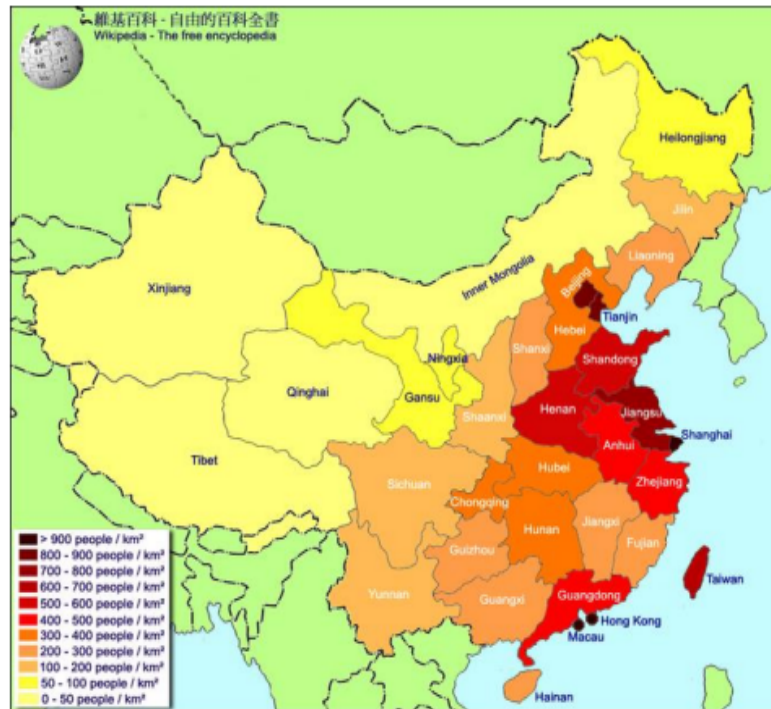 維基百科 - 自由的百科全書
Wikipedia - The free encyclopedia
Heilongjiang
Jilin
Liaoning
Inner Mongolia
Xinjiang
Beijing
Tianjin
Hebei
Shanxi
Shandong
Ningxia
Qinghai
Gansu
Shaanxi
Henan
Jiangsu
Shanghai
Anhui
Tibet
Sichuan
Hubei
Zhejiang
Chongqing
Hunan
Jiangxi
Guizhou
Fujian
Yunnan
Guangxi
Guangdong
Taiwan
Hong Kong
Macau
Hainan
> 900 people / km²
800 - 900 people / km²
700 - 800 people / km²
600 - 700 people / km²
500 - 600 people / km²
400 - 500 people / km²
300 - 400 people / km²
200 - 300 people / km²
100 - 200 people / km²
50 - 100 people / km²
0 - 50 people / km²